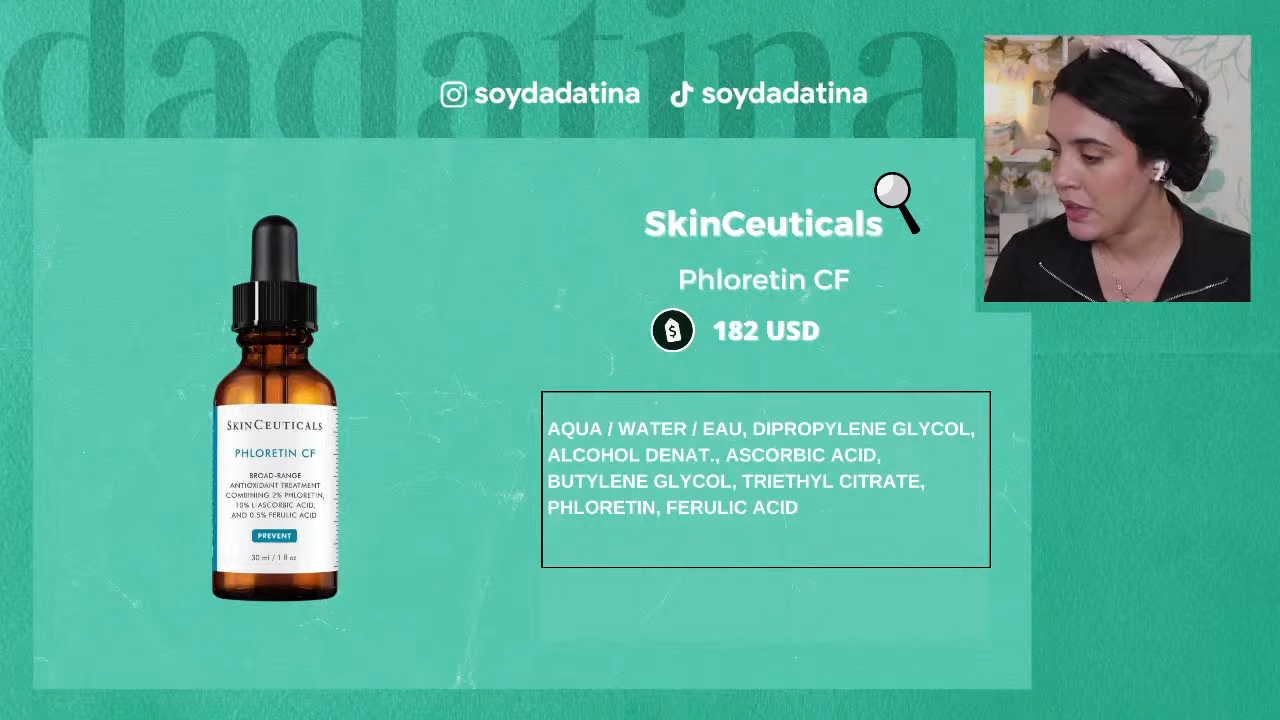 dadatina
soydadatina soydadatina
SkinCeuticals
Phloretin CF
$ 182 USD
AQUA / WATER / EAU, DIPROPYLENE GLYCOL,
ALCOHOL DENAT., ASCORBIC ACID,
BUTYLENE GLYCOL, TRIETHYL CITRATE,
PHLORETIN, FERULIC ACID
SKINCEUTICALS
PHLORETIN CF
BROAD-RANGE
ANTIOXIDANT TREATMENT
COMBINING 2% PHLORETIN,
10% L-ASCORBIC ACID,
AND 0.5% FERULIC ACID
PREVENT
30 ml / 1 fl oz